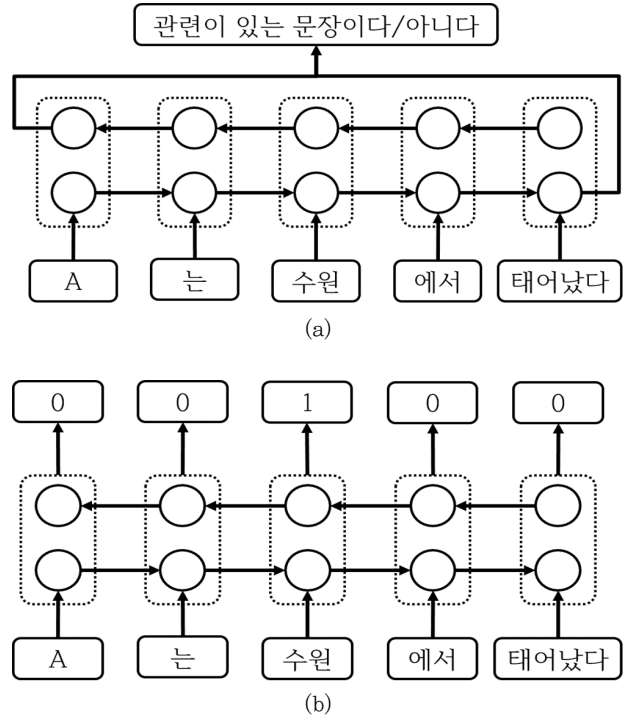 관련이 있는 문장이다/아니다
A 는 수원 에서 태어났다
(a)
0 0 1 0 0
A 는 수원 에서 태어났다
(b)